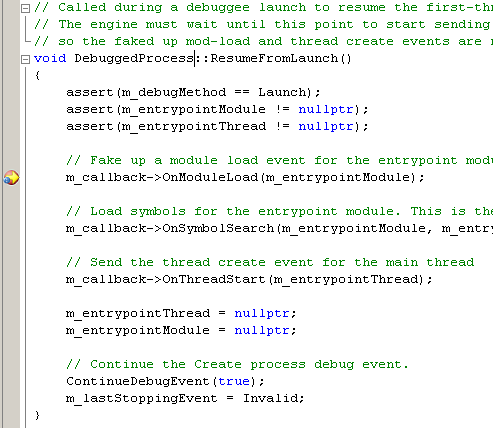 // Called during a debuggee launch to resume the
// The engine must wait until this point to start sending
// so the faked up mod-load and thread create events are
void DebuggedProcess::ResumeFromLaunch()
{
assert(m_debugMethod == Launch);
assert(m_entrypointModule != nullptr);
assert(m_entrypointThread != nullptr);
// Fake up a module load event for the entrypoint
m_callback->OnModuleLoad(m_entrypointModule);
// Load symbols for the entrypoint module. This is the
m_callback->OnSymbolSearch(m_entrypointModule,
// Send the thread create event for the main thread
m_callback->OnThreadStart(m_entrypointThread);
m_entrypointThread = nullptr;
m_entrypointModule = nullptr;
// Continue the Create process debug event.
ContinueDebugEvent(true);
m_lastStoppingEvent = Invalid;
}